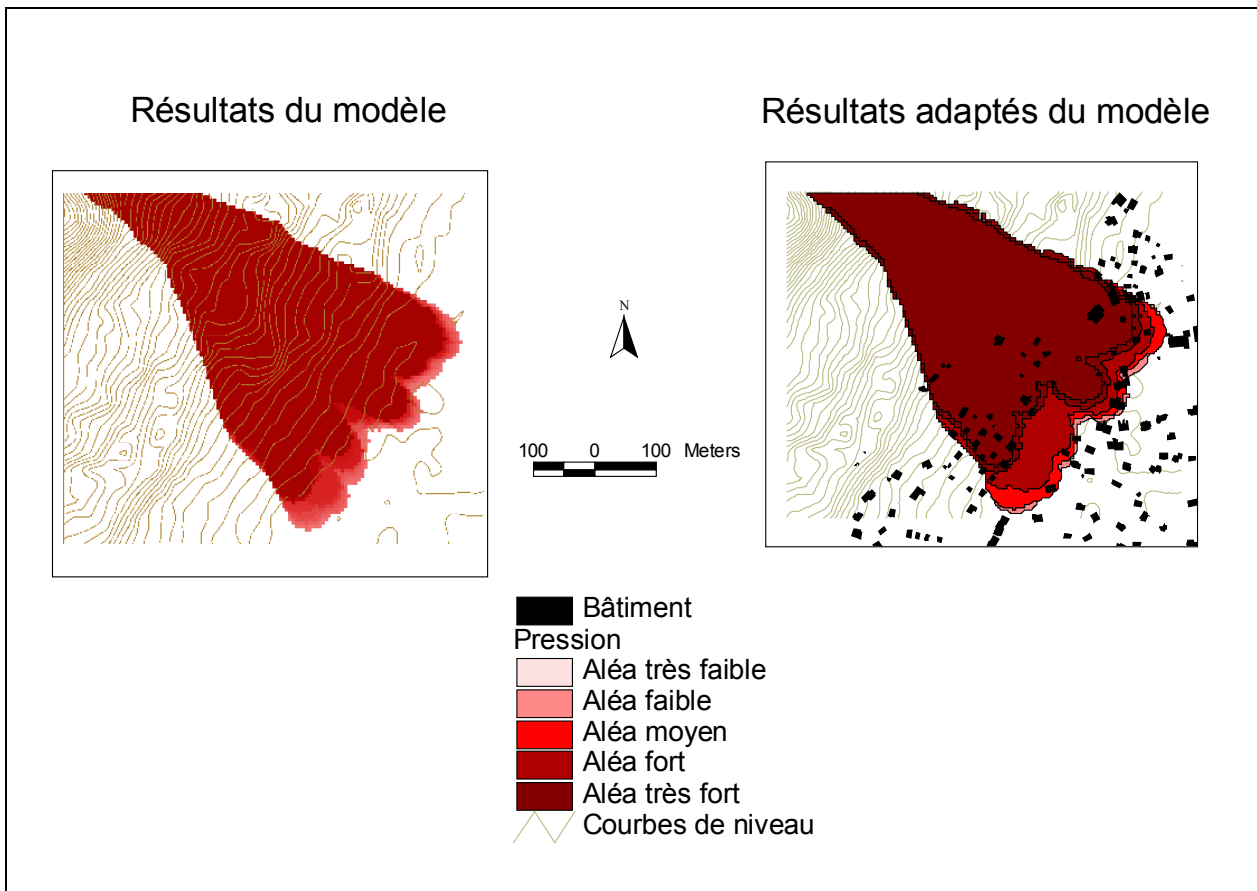 Résultats du modèle
Résultats adaptés du modèle
N
100 0 100 Meters
Bâtiment
Pression
Aléa très faible
Aléa faible
Aléa moyen
Aléa fort
Aléa très fort
Courbes de niveau